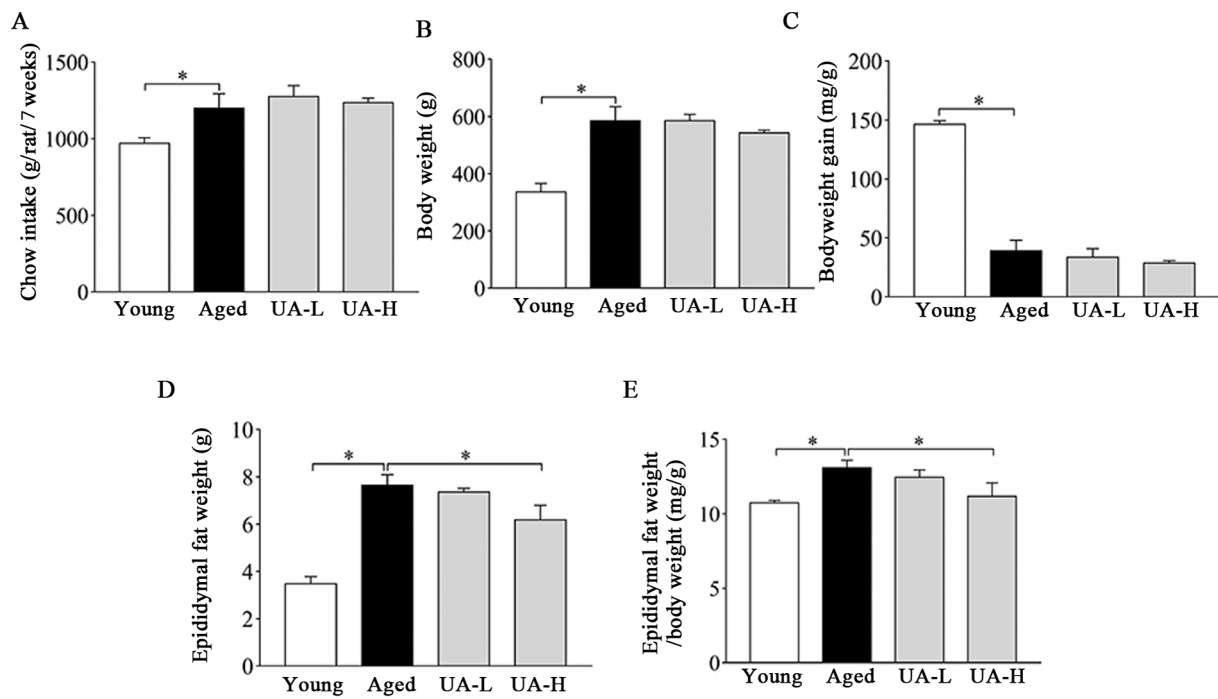 A
Chow intake (g/rat/ 7 weeks)
1500
1000
500
0
*
Young Aged UA-L UA-H
B
Body weight (g)
800
600
400
200
0
*
Young Aged UA-L UA-H
C
Bodyweight gain (mg/g)
200
150
100
50
0
*
Young Aged UA-L UA-H
D
Epididymal fat weight (g)
10
8
6
4
2
0
* *
Young Aged UA-L UA-H
E
Epididymal fat weight
/body weight (mg/g)
15
10
5
0
* *
Young Aged UA-L UA-H